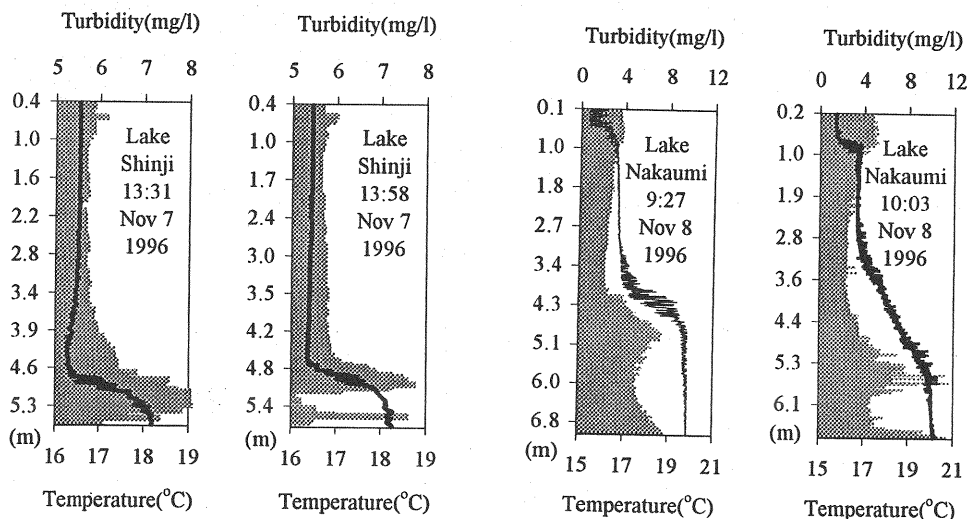 Turbidity(mg/l)
5 6 7 8
0.4
1.0
1.7
2.2
2.8
3.4
3.9
4.6
5.3
(m)
Lake
Shinji
13:31
Nov 7
1996
16 17 18 19
Temperature(°C)
Turbidity(mg/l)
5 6 7 8
0.4
1.0
1.7
2.4
3.0
3.5
4.2
4.8
5.4
(m)
Lake
Shinji
13:58
Nov 7
1996
16 17 18 19
Temperature(°C)
Turbidity(mg/l)
0 4 8 12
0.1
1.0
1.8
2.7
3.4
4.3
5.1
6.0
6.8
(m)
Lake
Nakaumi
9:27
Nov 8
1996
15 17 19 21
Temperature(°C)
Turbidity(mg/l)
0 4 8 12
0.2
1.0
1.9
2.8
3.6
4.4
5.3
6.1
(m)
Lake
Nakaumi
10:03
Nov 8
1996
15 17 19 21
Temperature(°C)